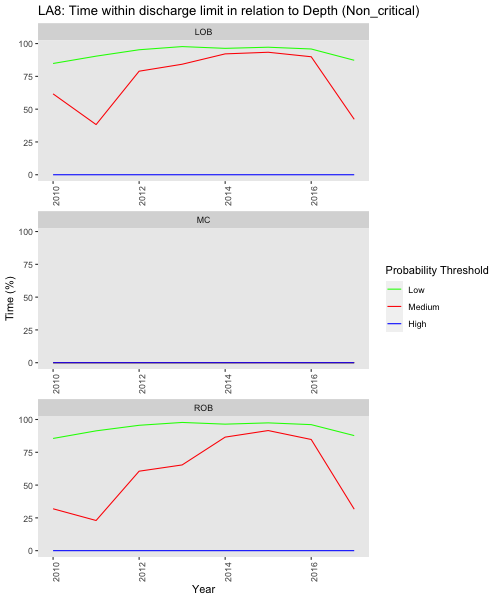 LA8: Time within discharge limit in relation to Depth (Non_critical)
LOB
100
75
50
25
0
2010
2012
2014
2016
MC
100
75
50
25
0
2010
2012
2014
2016
ROB
100
75
50
25
0
2010
2012
2014
2016
Time (%)
Year
Probability Threshold
Low
Medium
High